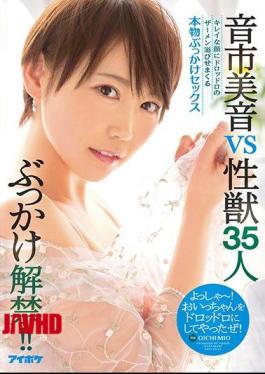 音市美音
VS
性獣
35人
キレイな顔にドロッドロの
ザーメン浴びせまくる
本物ぶっかけセックス
ぶっかけ解禁!!
よっしゃ〜!
おいっちゃんを
ドロッドロに
してやったぜ!
OICHI MIO
JAVHD
アイポケ